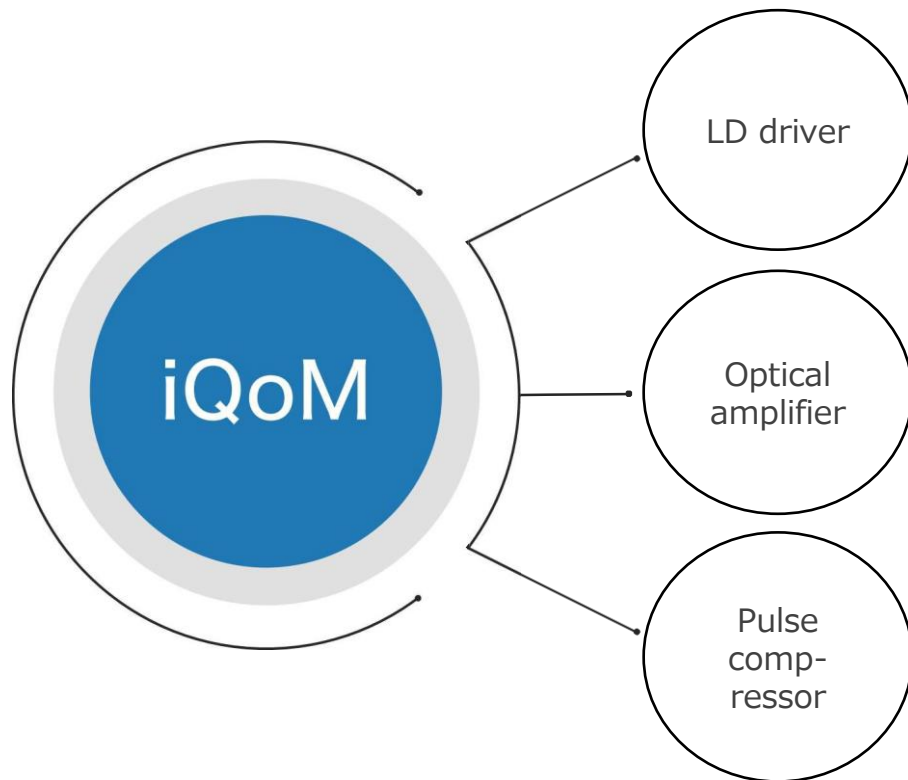 LD driver
iQoM
Optical
amplifier
Pulse
comp-
ressor